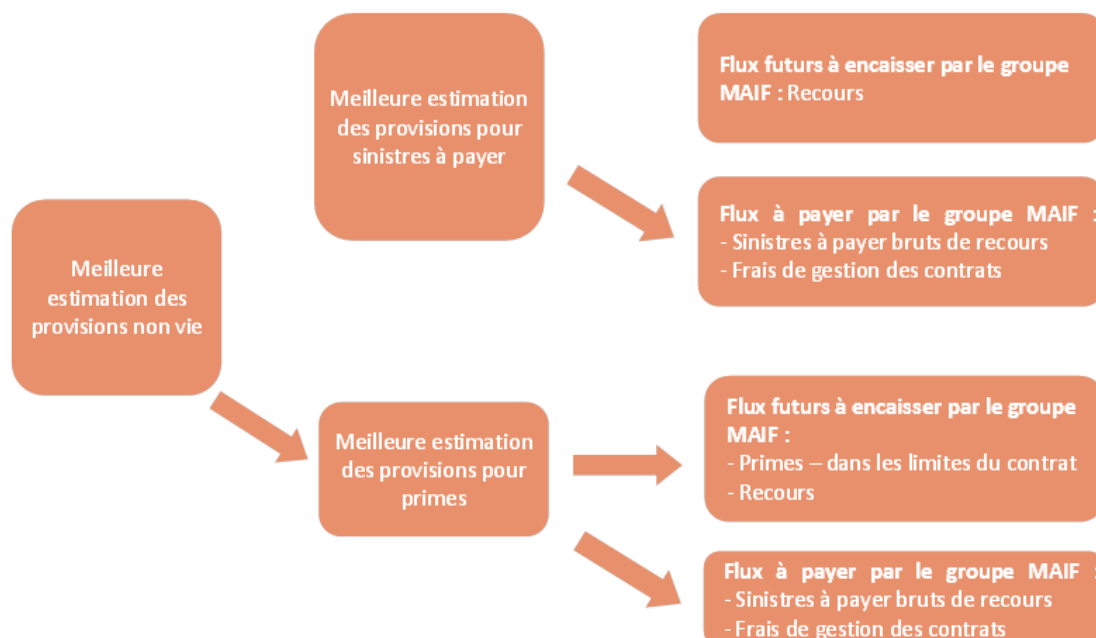 Meilleure estimation
des provisions pour
sinistres à payer
Flux futurs à encaisser par le groupe
MAIF : Recours
Flux à payer par le groupe MAIF :
- Sinistres à payer bruts de recours
- Frais de gestion des contrats
Meilleure
estimation des
provisions non vie
Meilleure estimation
des provisions pour
primes
Flux futurs à encaisser par le groupe
MAIF :
- Primes – dans les limites du contrat
- Recours
Flux à payer par le groupe MAIF :
- Sinistres à payer bruts de recours
- Frais de gestion des contrats